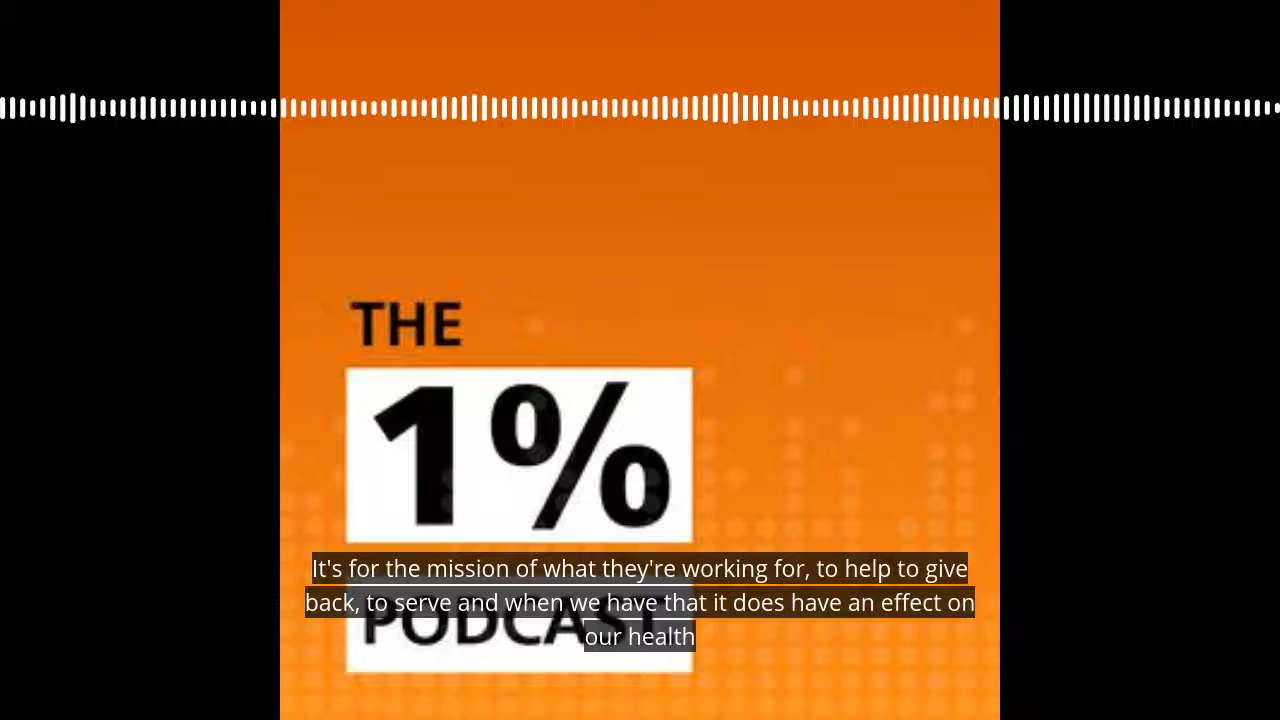 THE
1%
PODCAST
It's for the mission of what they're working for, to help to give
back, to serve and when we have that it does have an effect on
our health